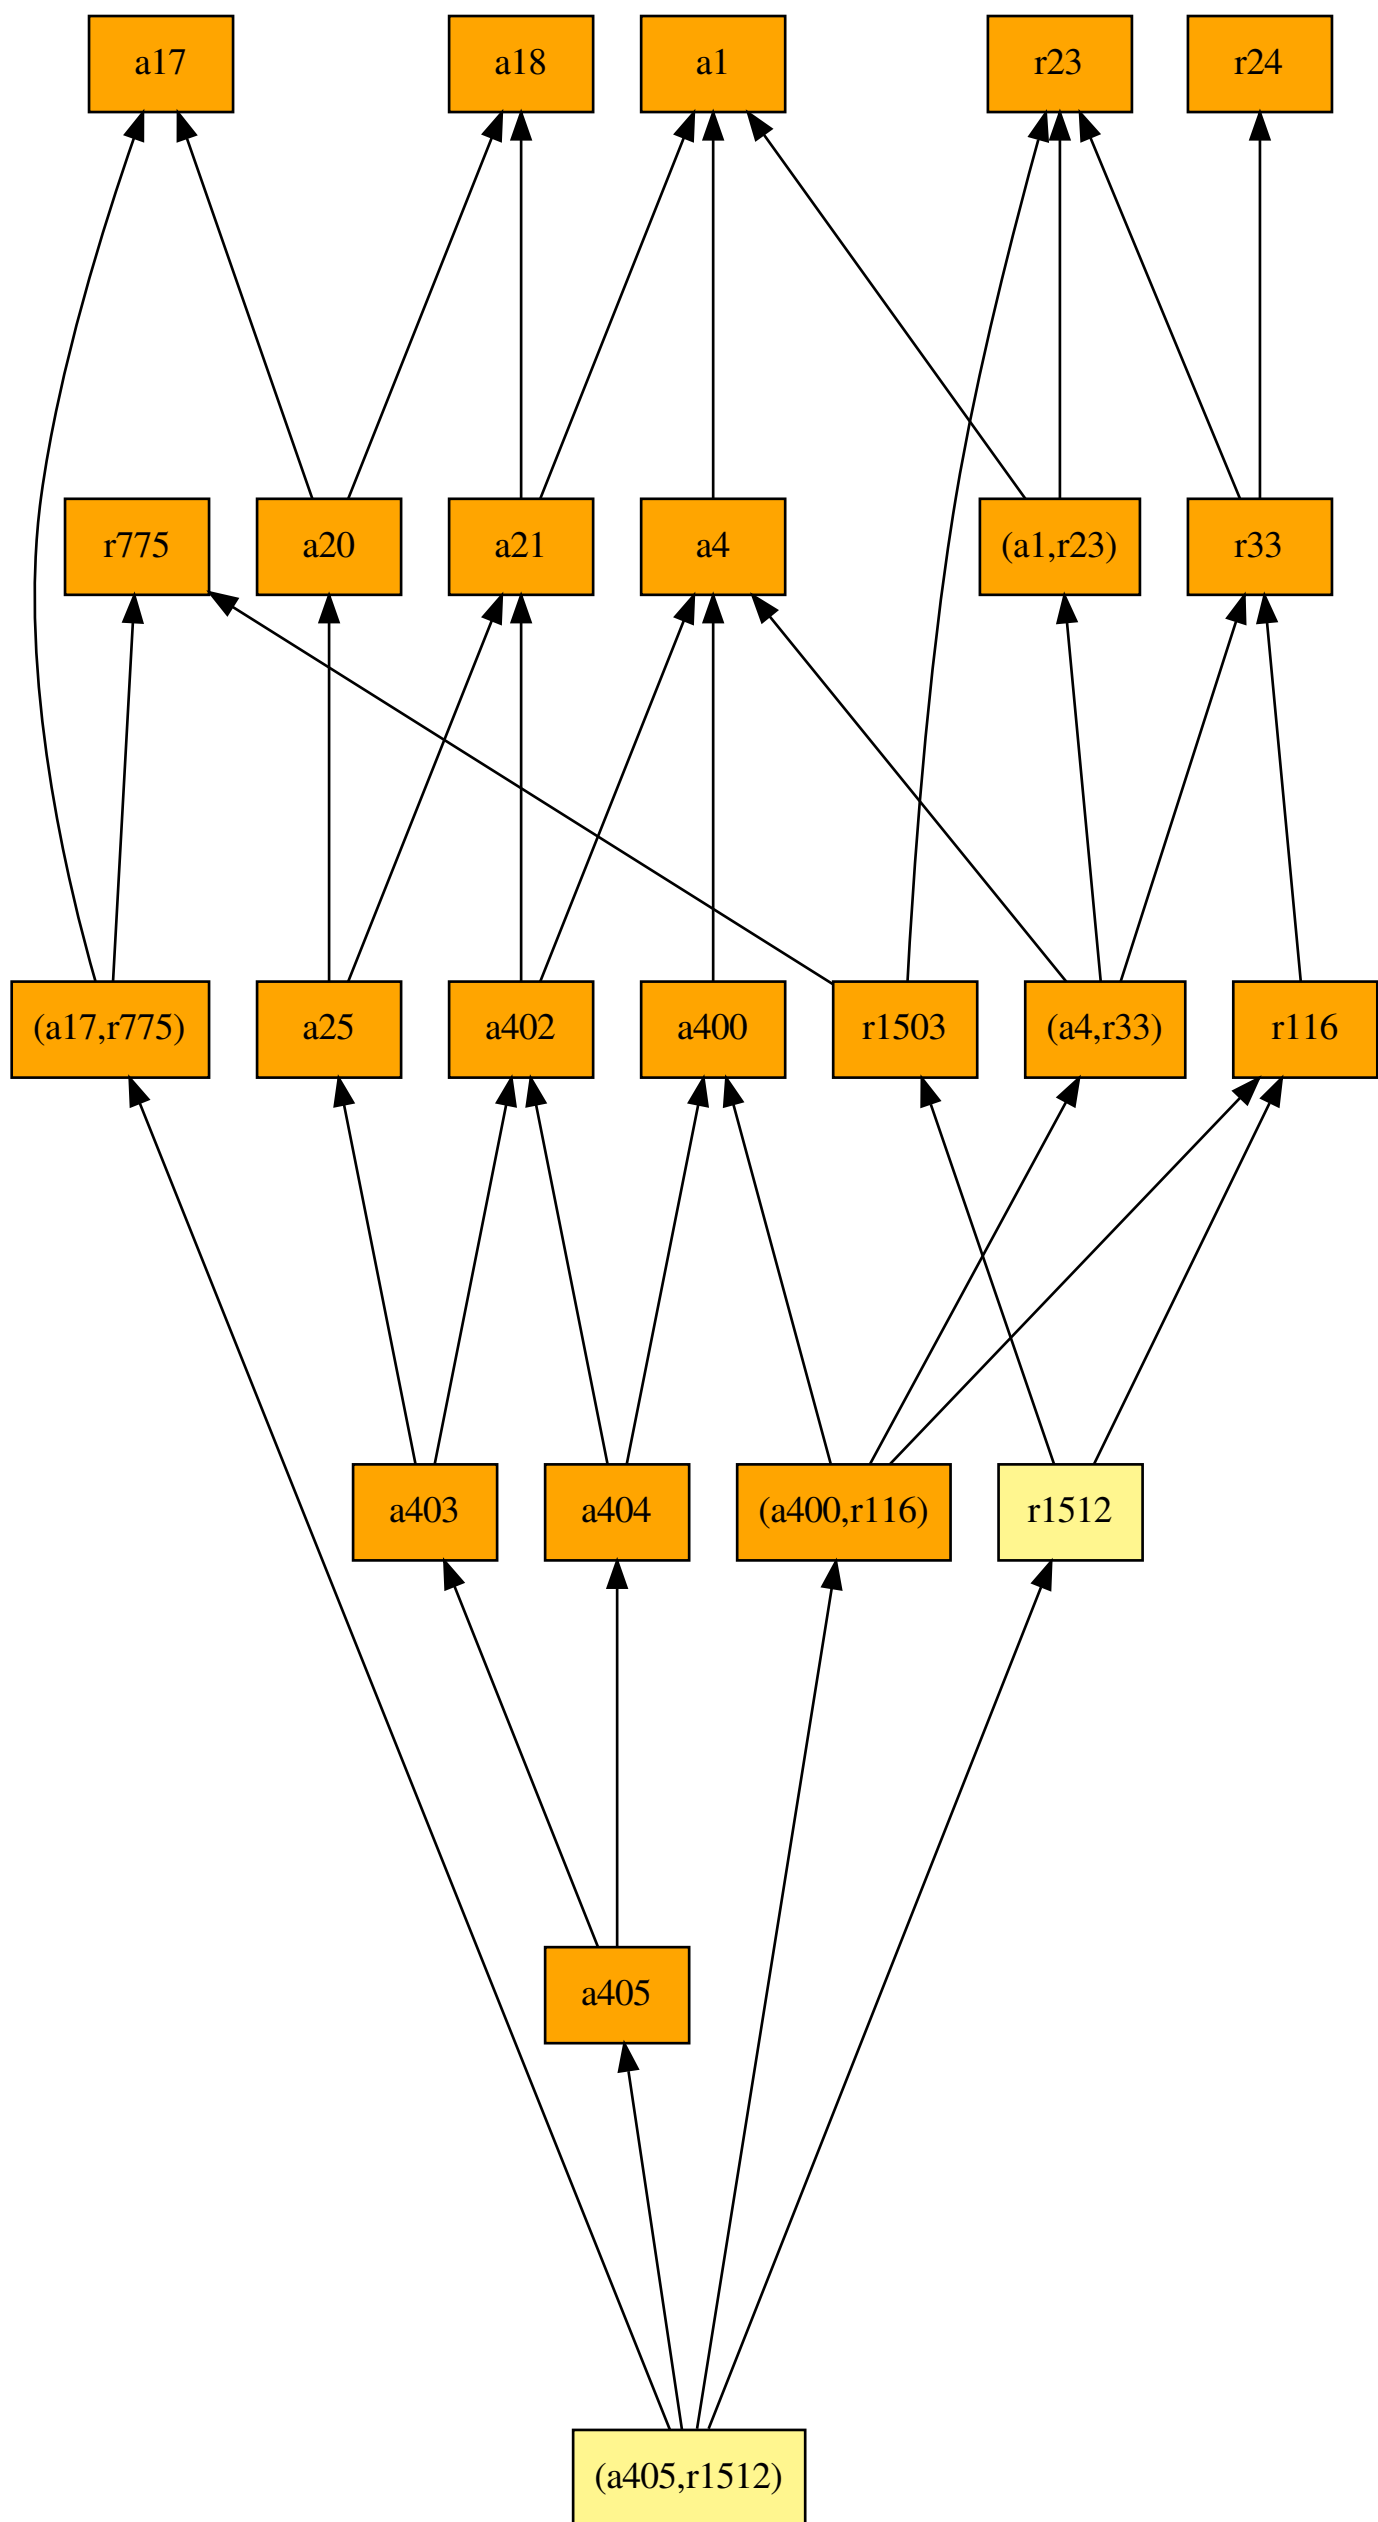 a17
a18
a1
r23
r24
r775
a20
a21
a4
(a1,r23)
r33
(a17,r775)
a25
a402
a400
r1503
(a4,r33)
r116
a403
a404
(a400,r116)
r1512
a405
(a405,r1512)